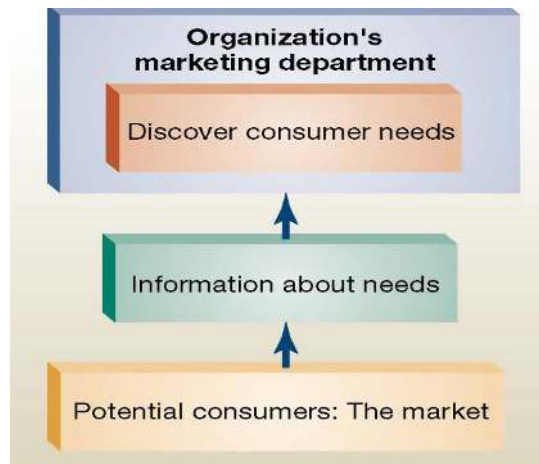 Organization's
marketing department
Discover consumer needs
Information about needs
Potential consumers: The market